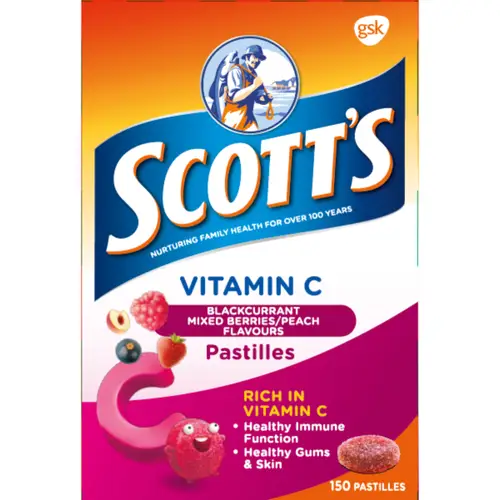 gsk
SCOTT'S
NURTURING FAMILY HEALTH FOR OVER 100 YEARS
VITAMIN C
BLACKCURRANT
MIXED BERRIES/PEACH
FLAVOURS
Pastilles
RICH IN
VITAMIN C
• Healthy Immune
Function
• Healthy Gums
& Skin
150 PASTILLES